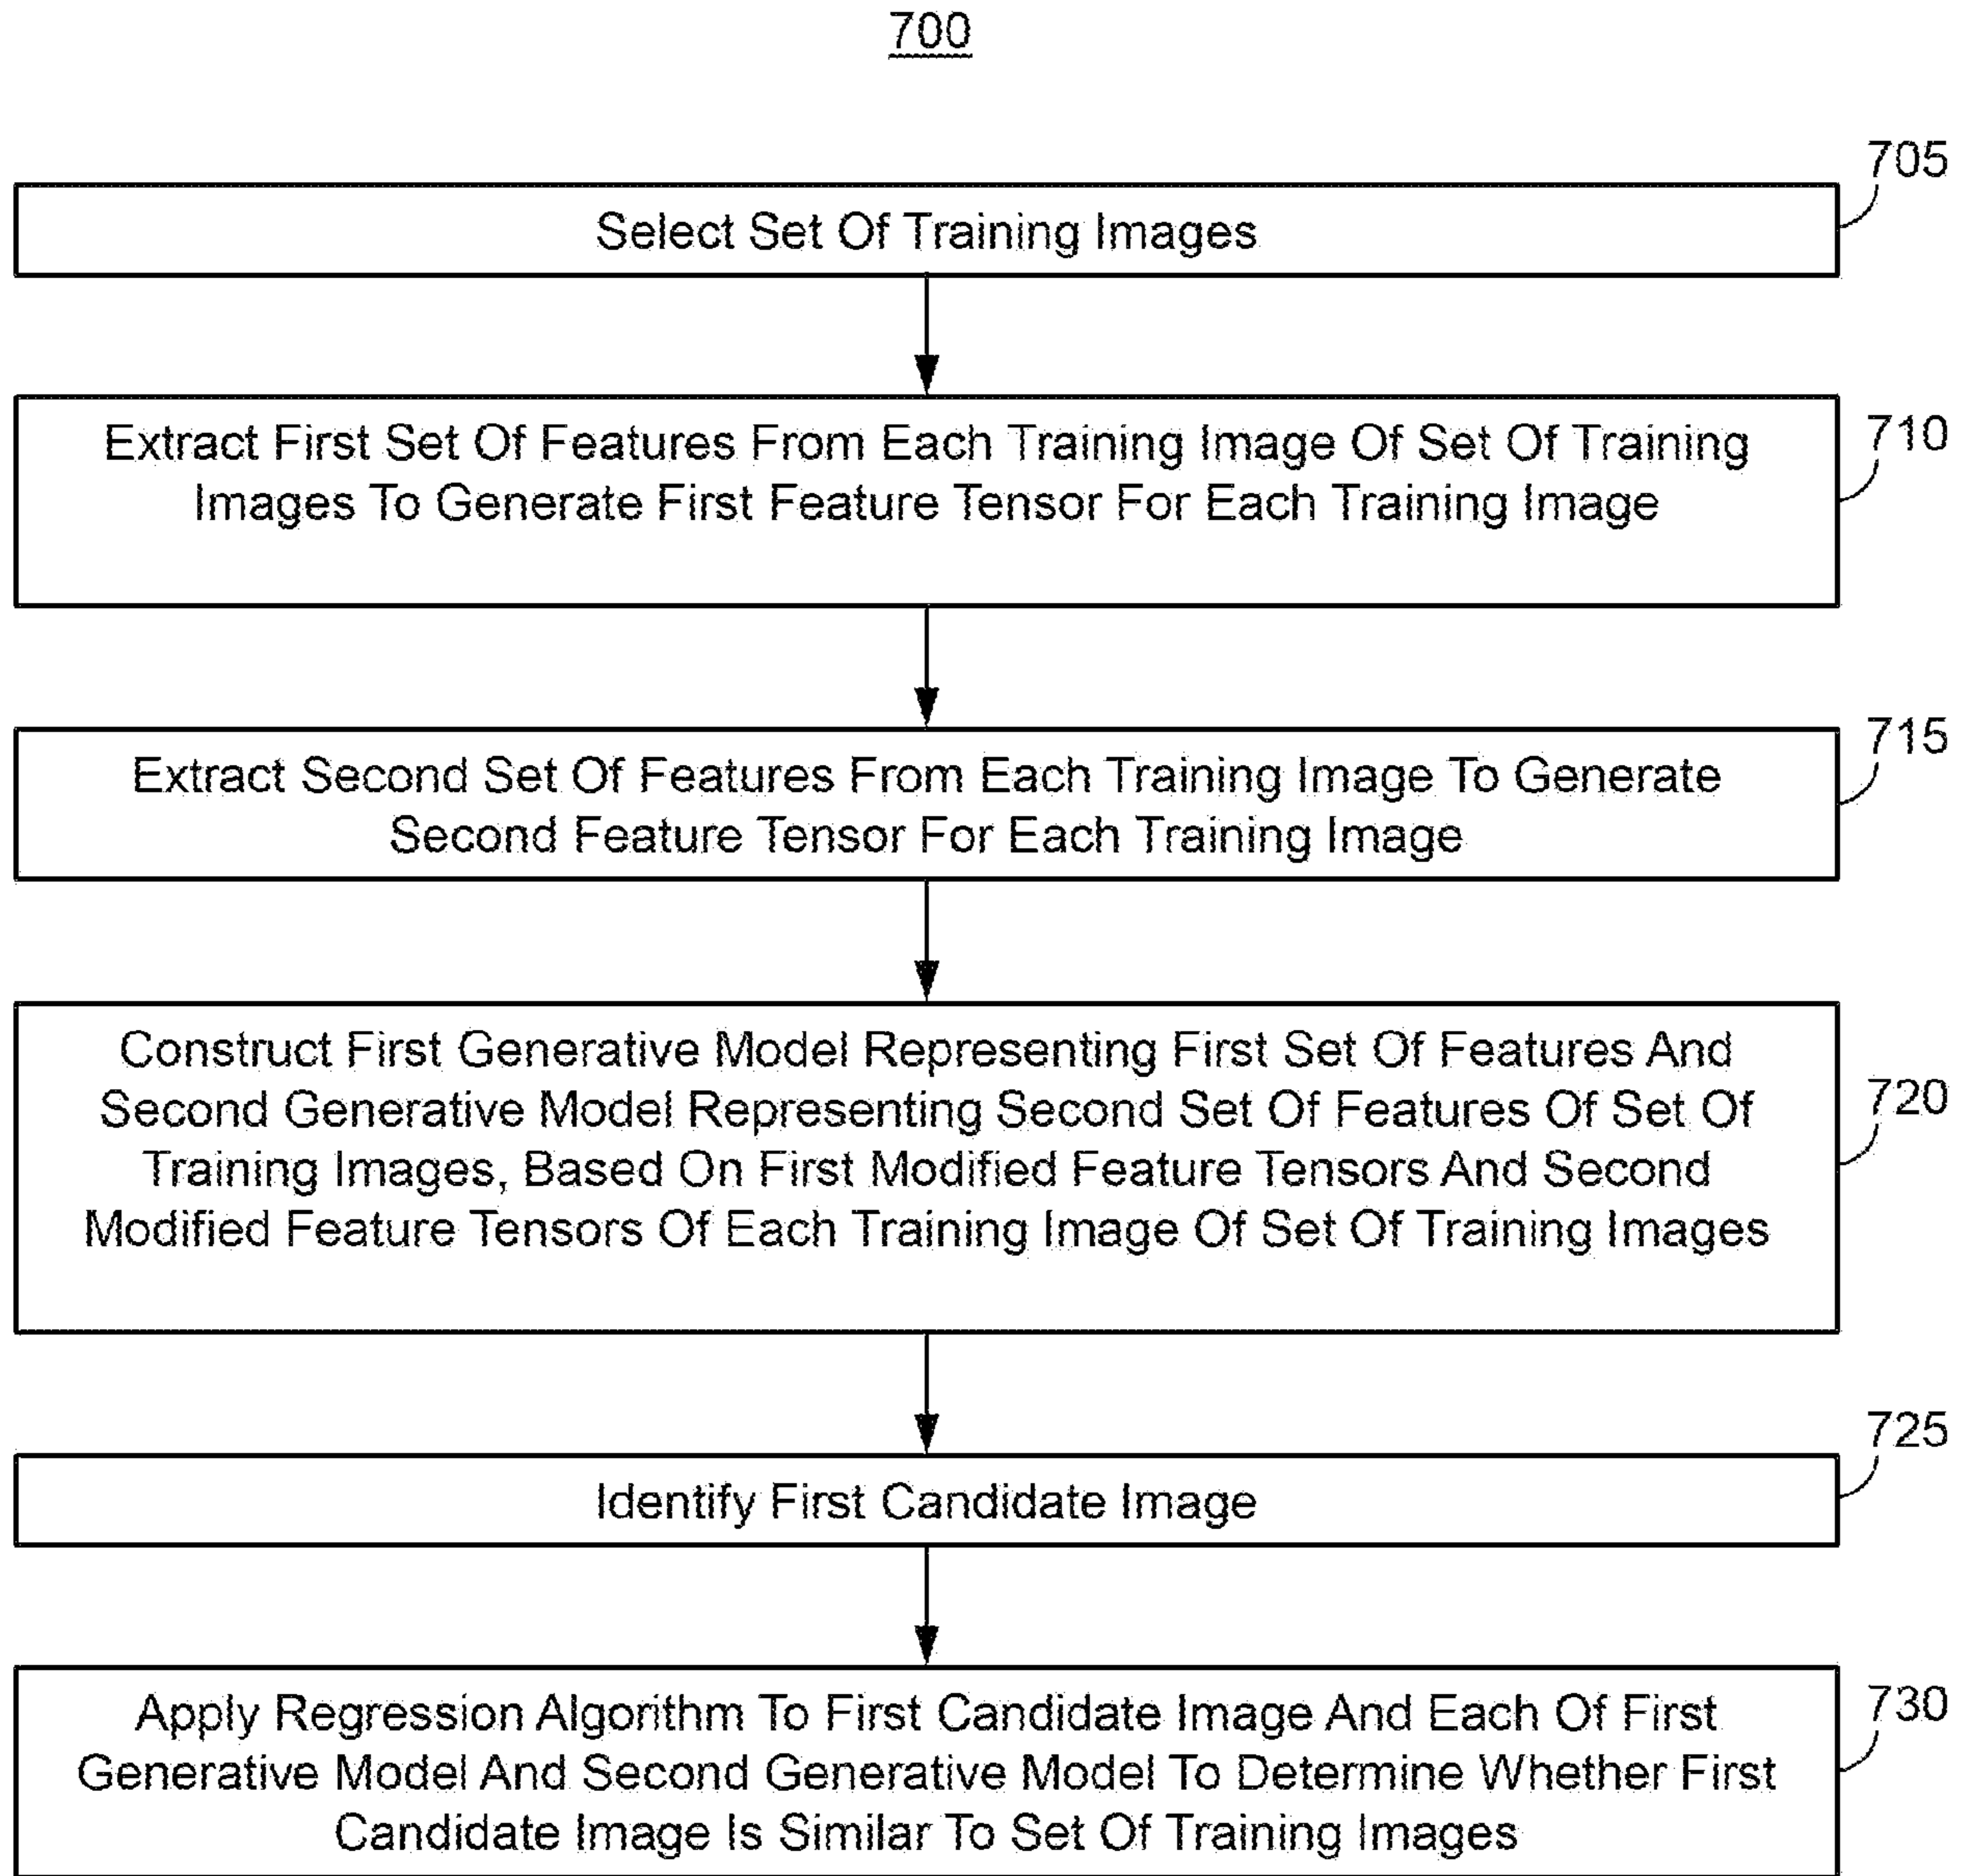 700
705
Select Set Of Training Images
Extract First Set Of Features From Each Training Image Of Set Of Training
Images To Generate First Feature Tensor For Each Training Image
710
715
Extract Second Set Of Features From Each Training Image To Generate
Second Feature Tensor For Each Training Image
Construct First Generative Model Representing First Set Of Features And
Second Generative Model Representing Second Set Of Features Of Set Of
Training Images, Based On First Modified Feature Tensors And Second
Modified Feature Tensors Of Each Training Image Of Set Of Training Images
720
725
Identify First Candidate Image
Apply Regression Algorithm To First Candidate Image And Each Of First
Generative Model And Second Generative Model To Determine Whether First
Candidate Image Is Similar To Set Of Training Images
730